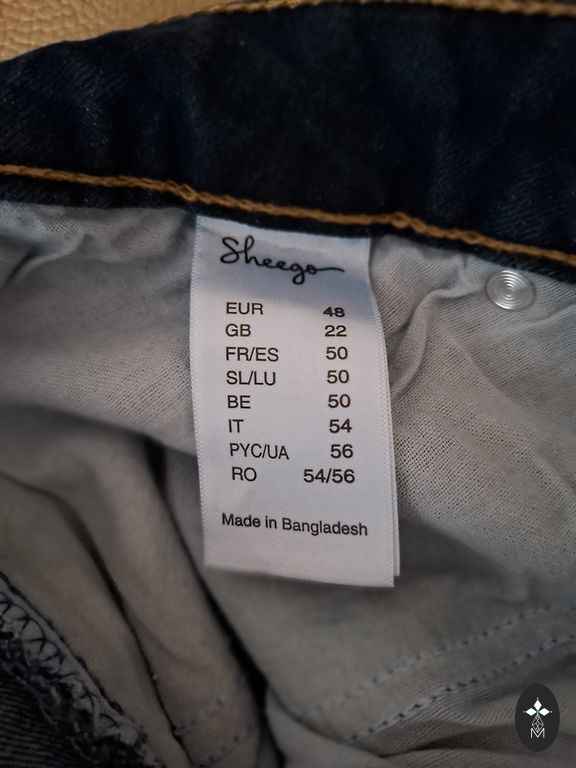 Sheego
EUR 48
GB 22
FR/ES 50
SL/LU 50
BE 50
IT 54
PYC/UA 56
RO 54/56
Made in Bangladesh
M